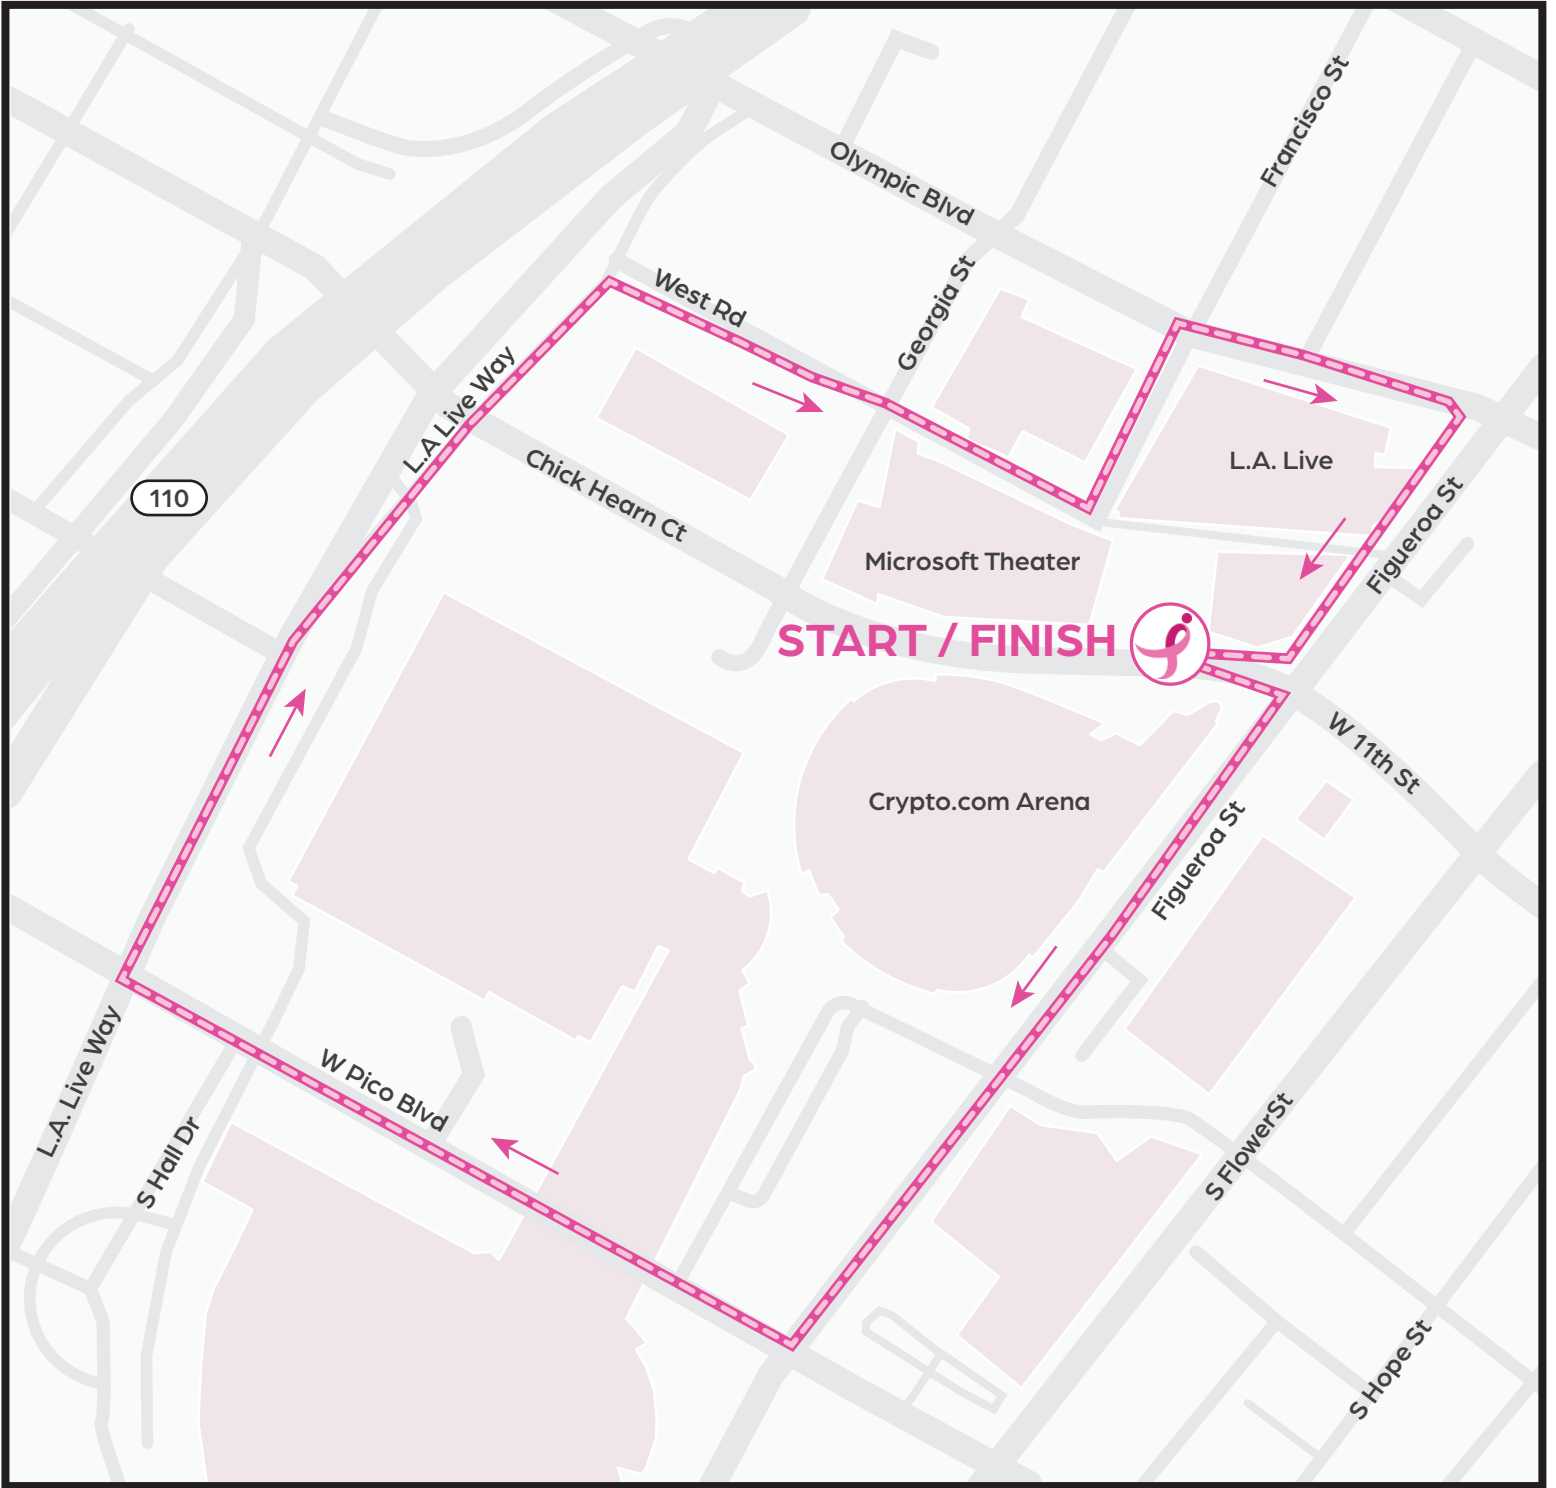 Francisco St
Olympic Blvd
Georgia St
West Rd
L.A Live Way
Chick Hearn Ct
L.A. Live
110
Figueroa St
Microsoft Theater
START / FINISH
W 11th St
Crypto.com Arena
Figueroa St
L.A. Live Way
W Pico Blvd
S Hall Dr
S FlowerSt
S Hope St